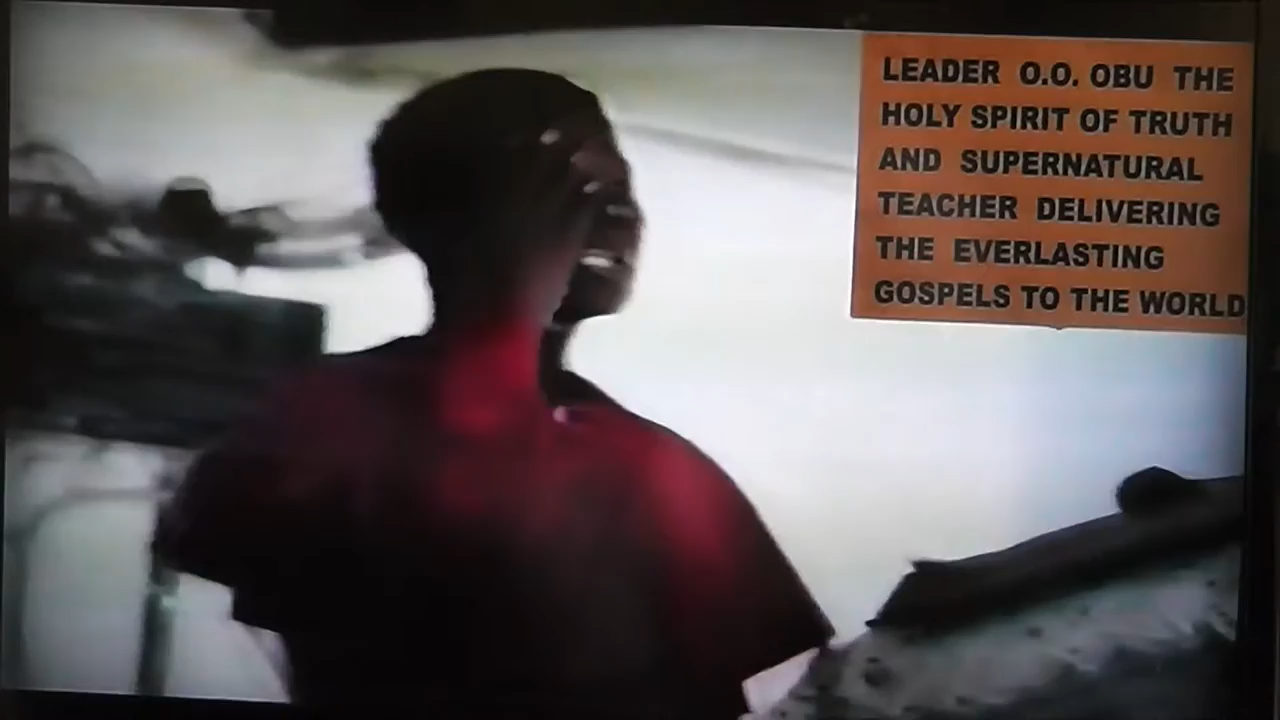 LEADER O.O. OBU THE
HOLY SPIRIT OF TRUTH
AND SUPERNATURAL
TEACHER DELIVERING
THE EVERLASTING
GOSPELS TO THE WORLD